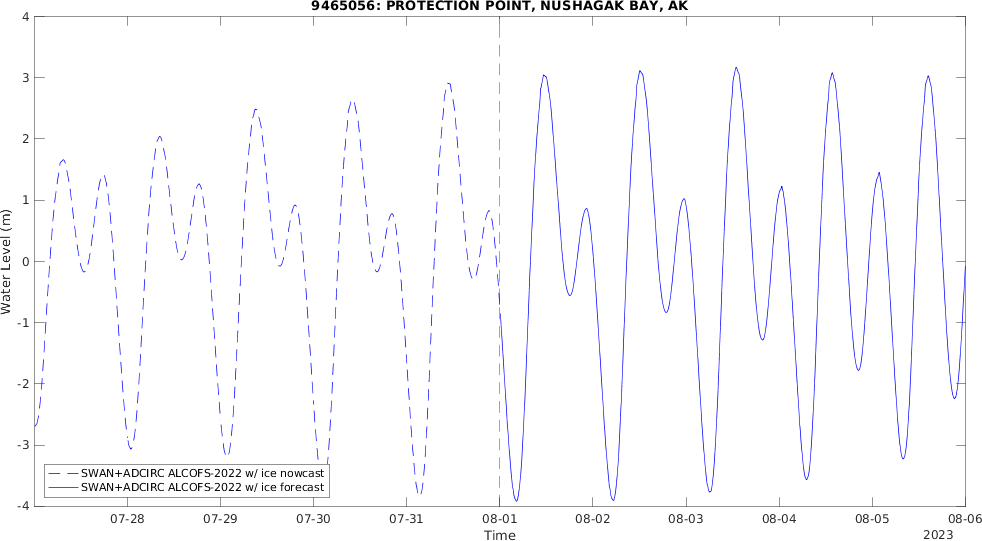 9465056: PROTECTION POINT, NUSHAGAK BAY, AK
4
3
2
1
0
-1
-2
-3
-4
Water Level (m)
SWAN+ADCIRC ALCOFS-2022 w/ ice nowcast
SWAN+ADCIRC ALCOFS-2022 w/ ice forecast
07-28 07-29 07-30 07-31 08-01 08-02 08-03 08-04 08-05 08-06
Time
2023